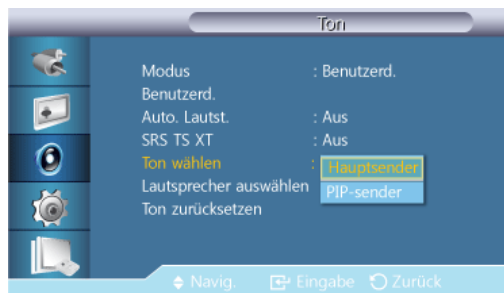 Ton
Modus : Benutzerd.
Benutzerd.
Auto. Lautst. : Aus
SRS TS XT : Aus
Ton wählen : Hauptsender
Lautsprecher auswählen PIP-sender
Ton zurücksetzen
Navig. Eingabe Zurück